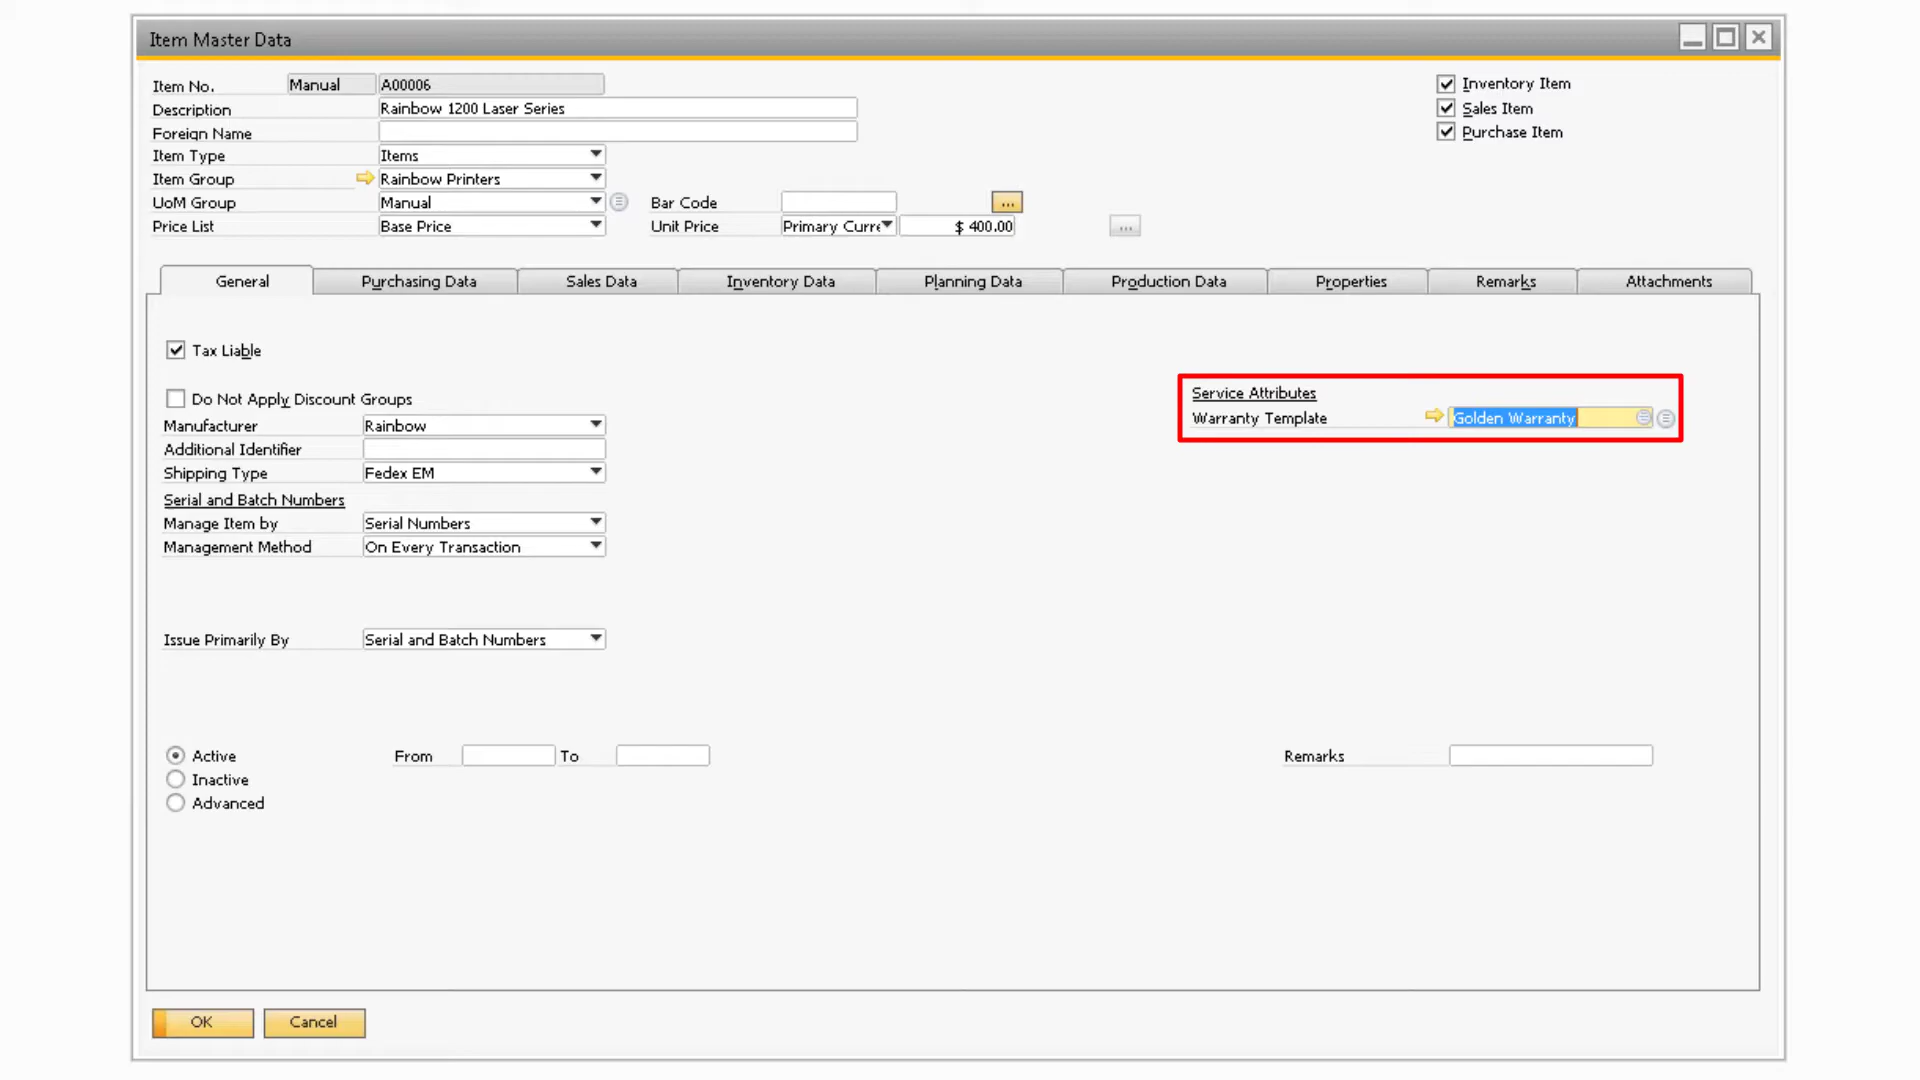 Item Master Data
Item No. Manual A00006
Inventory Item
Description Rainbow 1200 Laser Series
Sales Item
Foreign Name
Purchase Item
Item Type Items
Item Group Rainbow Printers
UoM Group Manual Bar Code ...
Price List Base Price Unit Price Primary Curre $ 400.00 ...
General Purchasing Data Sales Data Inventory Data Planning Data Production Data Properties Remarks Attachments
Tax Liable
Service Attributes
Do Not Apply Discount Groups
Warranty Template Golden Warranty
Manufacturer Rainbow
Additional Identifier
Shipping Type Fedex EM
Serial and Batch Numbers
Manage Item by Serial Numbers
Management Method On Every Transaction
Issue Primarily By Serial and Batch Numbers
Active From To Remarks
Inactive
Advanced
OK Cancel